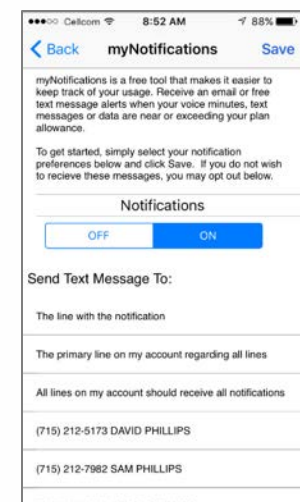 Cellcom 8:52 AM 88%
Back myNotifications Save
myNotifications is a free tool that makes it easier to
keep track of your usage. Receive an email or free
text message alerts when your voice minutes, text
messages or data are near or exceeding your plan
allowance.
To get started, simply select your notification
preferences below and click Save. If you do not wish
to recieve these messages, you may opt out below.
Notifications
OFF ON
Send Text Message To:
The line with the notification
The primary line on my account regarding all lines
All lines on my account should receive all notifications
(715) 212-5173 DAVID PHILLIPS
(715) 212-7982 SAM PHILLIPS